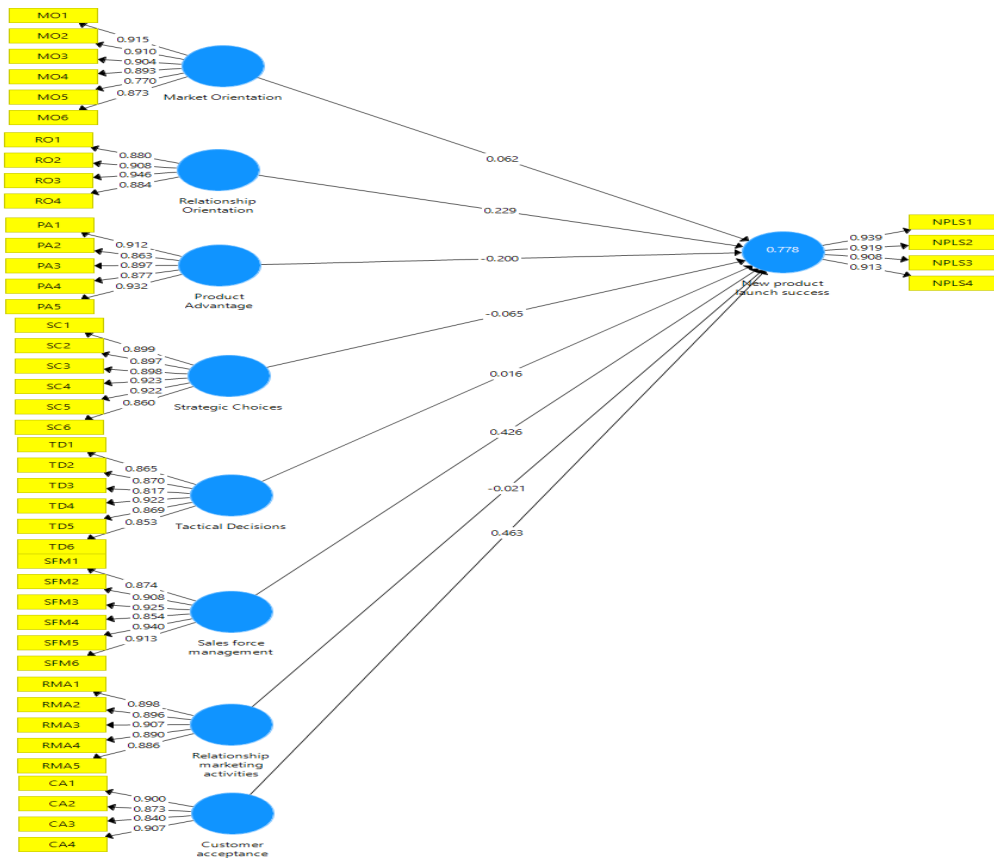 MO1
MO2
MO3
MO4
MO5
MO6
0.915
0.910
0.904
0.893
0.770
0.873
Market Orientation
RO1
RO2
RO3
RO4
0.880
0.908
0.946
0.884
Relationship
Orientation
PA1
PA2
PA3
PA4
PA5
0.912
0.863
0.897
0.877
0.932
Product
Advantage
SC1
SC2
SC3
SC4
SC5
SC6
0.899
0.897
0.898
0.923
0.922
0.860
Strategic Choices
TD1
TD2
TD3
TD4
TD5
TD6
0.865
0.870
0.817
0.922
0.869
0.853
Tactical Decisions
SFM1
SFM2
SFM3
SFM4
SFM5
SFM6
0.874
0.908
0.925
0.854
0.940
0.913
Sales force
management
RMA1
RMA2
RMA3
RMA4
RMA5
0.898
0.896
0.907
0.890
0.886
Relationship
marketing
activities
CA1
CA2
CA3
CA4
0.900
0.873
0.840
0.907
Customer
acceptance
0.062
0.229
-0.200
-0.065
0.016
0.426
-0.021
0.463
0.778
New product
launch success
0.939
0.919
0.908
0.913
NPLS1
NPLS2
NPLS3
NPLS4